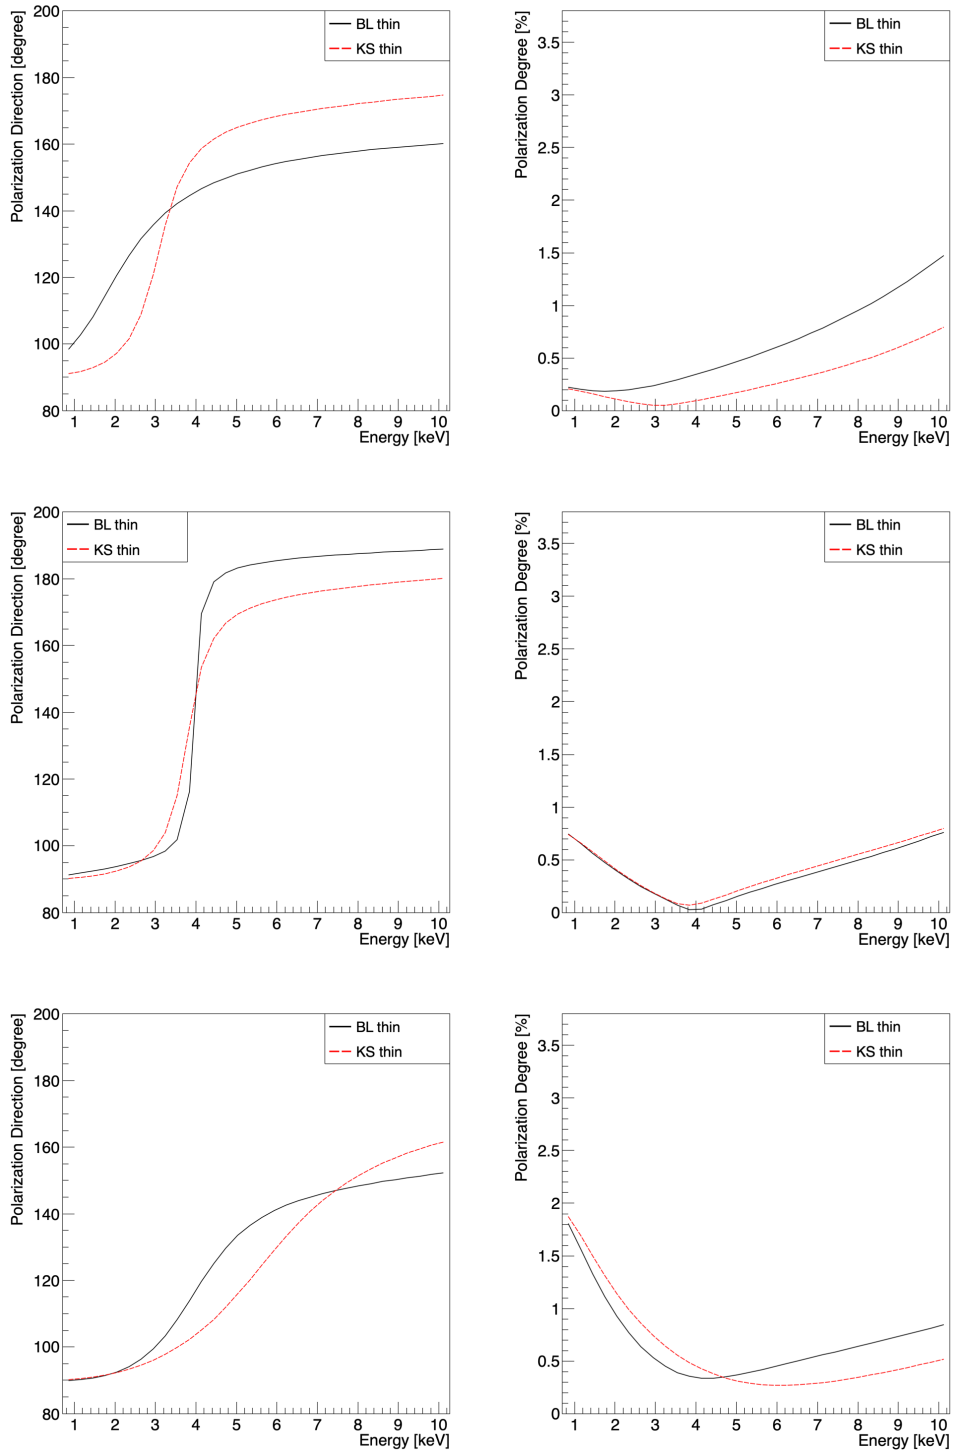 Polarization Direction [degree]
200
180
160
140
120
100
80
1 2 3 4 5 6 7 8 9 10
Energy [keV]
BL thin
KS thin
Polarization Degree [%]
3.5
3
2.5
2
1.5
1
0.5
0
1 2 3 4 5 6 7 8 9 10
Energy [keV]
BL thin
KS thin
Polarization Direction [degree]
200
180
160
140
120
100
80
1 2 3 4 5 6 7 8 9 10
Energy [keV]
BL thin
KS thin
Polarization Degree [%]
3.5
3
2.5
2
1.5
1
0.5
0
1 2 3 4 5 6 7 8 9 10
Energy [keV]
BL thin
KS thin
Polarization Direction [degree]
200
180
160
140
120
100
80
1 2 3 4 5 6 7 8 9 10
Energy [keV]
BL thin
KS thin
Polarization Degree [%]
3.5
3
2.5
2
1.5
1
0.5
0
1 2 3 4 5 6 7 8 9 10
Energy [keV]
BL thin
KS thin